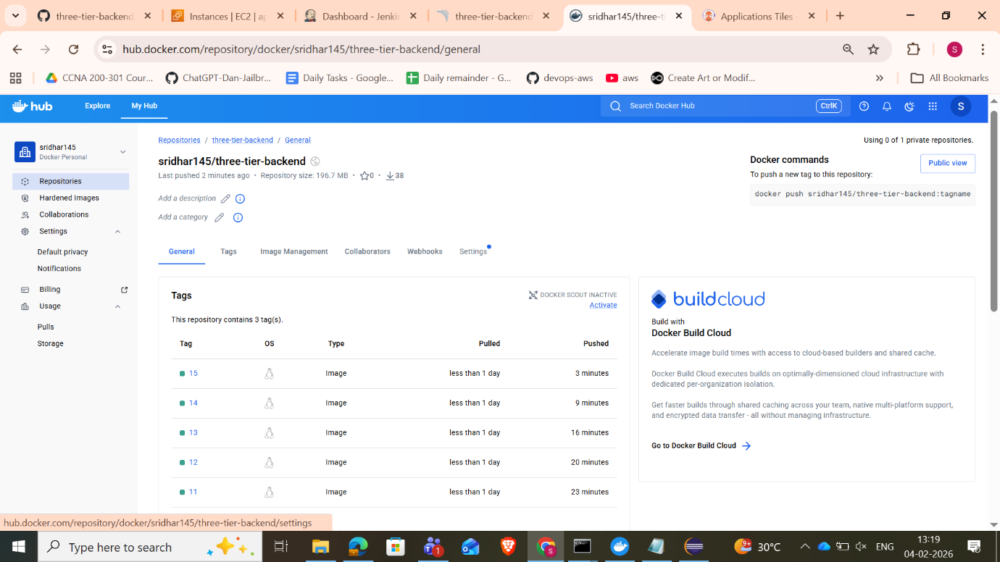 three-tier-backend
Instances | EC2 | ap
Dashboard - Jenkin
three-tier-backend
sridhar145/three-ti
Applications Tiles -
hub.docker.com/repository/docker/sridhar145/three-tier-backend/general
S
CCNA 200-301 Cour...
ChatGPT-Dan-Jailbr...
Daily Tasks - Google...
Daily remainder - G...
devops-aws
aws
Create Art or Modif...
»
All Bookmarks
hub
Explore
My Hub
Search Docker Hub
CtrlK
S
sridhar145
Docker Personal
Repositories
Hardened Images
Collaborations
Settings
Default privacy
Notifications
Billing
Usage
Pulls
Storage
Repositories / three-tier-backend / General
Using 0 of 1 private repositories.
sridhar145/three-tier-backend
Last pushed 2 minutes ago • Repository size: 196.7 MB • 0 • 38
Add a description
Add a category
Docker commands
Public view
To push a new tag to this repository:
docker push sridhar145/three-tier-backend:tagname
General
Tags
Image Management
Collaborators
Webhooks
Settings
Tags
DOCKER SCOUT INACTIVE
Activate
This repository contains 3 tag(s).
Tag OS Type Pulled Pushed
15 Image less than 1 day 3 minutes
14 Image less than 1 day 9 minutes
13 Image less than 1 day 16 minutes
12 Image less than 1 day 20 minutes
11 Image less than 1 day 23 minutes
buildcloud
Build with
Docker Build Cloud
Accelerate image build times with access to cloud-based builders and shared cache.
Docker Build Cloud executes builds on optimally-dimensioned cloud infrastructure with
dedicated per-organization isolation.
Get faster builds through shared caching across your team, native multi-platform support,
and encrypted data transfer - all without managing infrastructure.
Go to Docker Build Cloud
hub.docker.com/repository/docker/sridhar145/three-tier-backend/settings
Type here to search
1
S
9+
30°C
ENG
13:19
04-02-2026